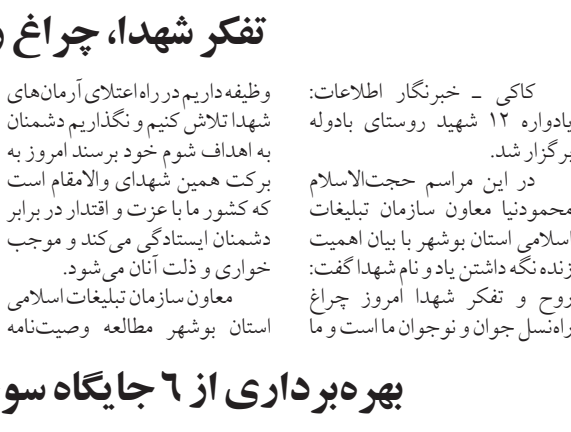 تفکر شهدا، چراغ
کاکی ـ خبرنگار اطلاعات:
یادواره ۱۲ شهید روستای بادوله
برگزار شد.
در این مراسم حجت‌الاسلام
محمودنیا معاون سازمان تبلیغات
اسلامی استان بوشهر با بیان اهمیت
زنده نگه داشتن یاد و نام شهدا گفت:
روح و تفکر شهدا امروز چراغ
راه‌نسل جوان و نوجوان ما است و ما
وظیفه داریم در راه اعتلای آرمان‌های
شهدا تلاش کنیم و نگذاریم دشمنان
به اهداف شوم خود برسند امروز به
برکت همین شهدای والامقام است
که کشور ما با عزت و اقتدار در برابر
دشمنان ایستادگی می‌کند و موجب
خواری و ذلت آنان می‌شود.
معاون سازمان تبلیغات اسلامی
استان بوشهر مطالعه وصیت‌نامه
بهره‌برداری از ٦ جایگاه سو